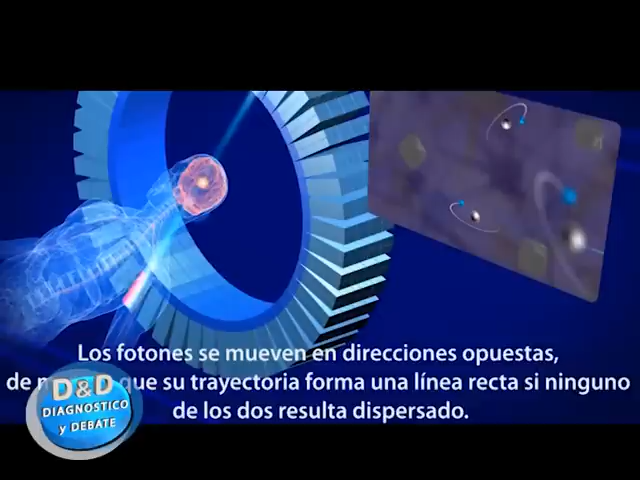 Los fotones se mueven en direcciones opuestas,
de que su trayectoria forma una línea recta si ninguno
de los dos resulta dispersado.
D&D
DIAGNOSTICO
y DEBATE